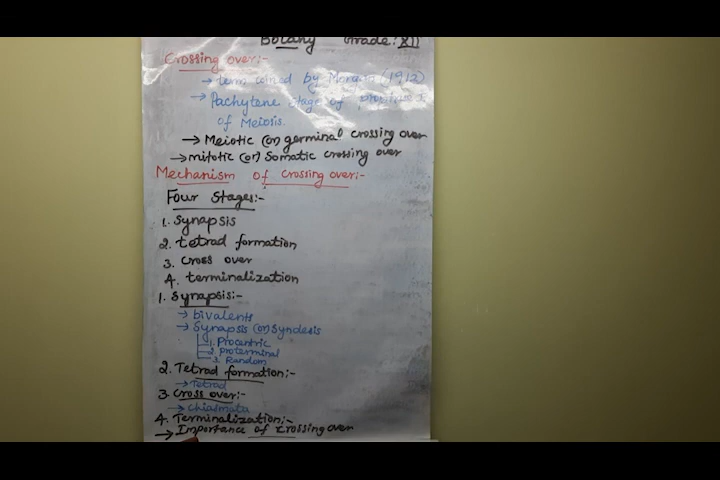 Botany Grade: XII
Crossing over:-
→ term coined by Morgan (1912)
→ Pachytene stage of prophase I
of Meiosis.
→ Meiotic (or) germinal crossing over
→ mitotic (or) Somatic crossing over
Mechanism of crossing over:-
Four Stages:-
1. Synapsis
2. tetrad formation
3. cross over
4. terminalization
1. Synapsis:-
→ bivalents
→ Synapsis (or) Syndesis
1. Procentric
2. proterminal
3. Random
2. Tetrad formation:-
→ Tetrad
3. Cross over:-
→ chiasmata
4. Terminalization:-
→ Importance of crossing over